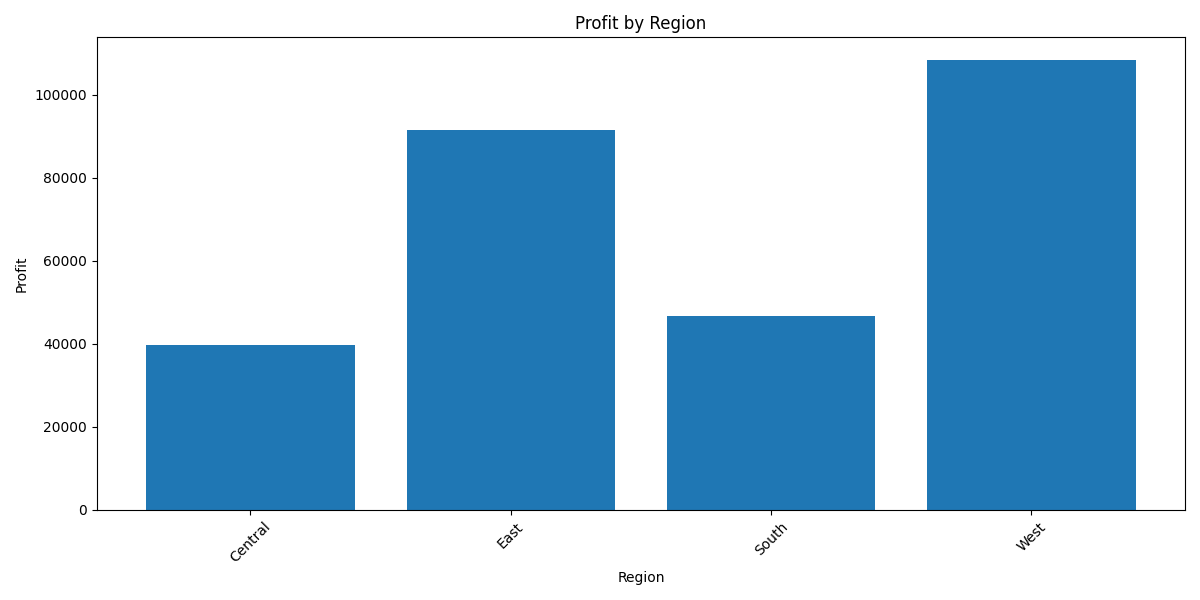 Profit by Region
Profit
100000
80000
60000
40000
20000
0
Central
East
South
West
Region